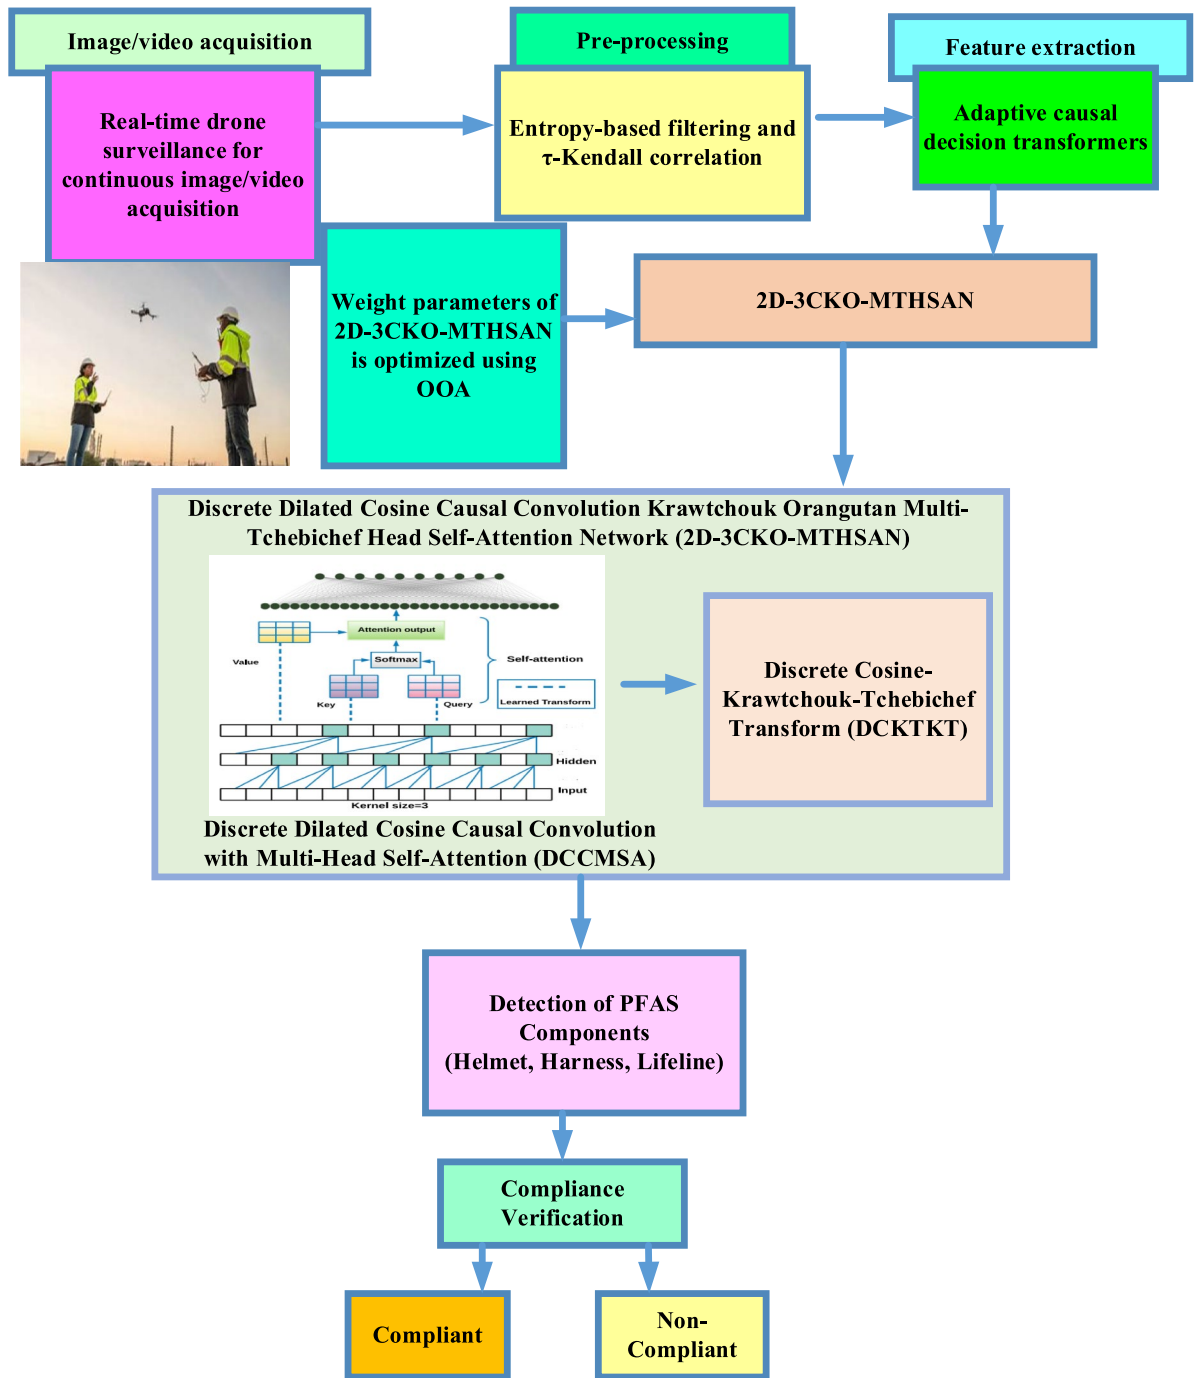 Image/video acquisition
Pre-processing
Feature extraction
Real-time drone
surveillance for
continuous image/video
acquisition
Entropy-based filtering and
τ-Kendall correlation
Adaptive causal
decision transformers
Weight parameters of
2D-3CKO-MTHSAN
is optimized using
OOA
2D-3CKO-MTHSAN
Discrete Dilated Cosine Causal Convolution Krawtchouk Orangutan Multi-
Tchebichef Head Self-Attention Network (2D-3CKO-MTHSAN)
Attention output
Value
Softmax
Self-attention
Key
Query
Learned Transform
Hidden
Input
Kernel size=3
Discrete Dilated Cosine Causal Convolution
with Multi-Head Self-Attention (DCCMSA)
Discrete Cosine-
Krawtchouk-Tchebichef
Transform (DCKTKT)
Detection of PFAS
Components
(Helmet, Harness, Lifeline)
Compliance
Verification
Compliant
Non-
Compliant